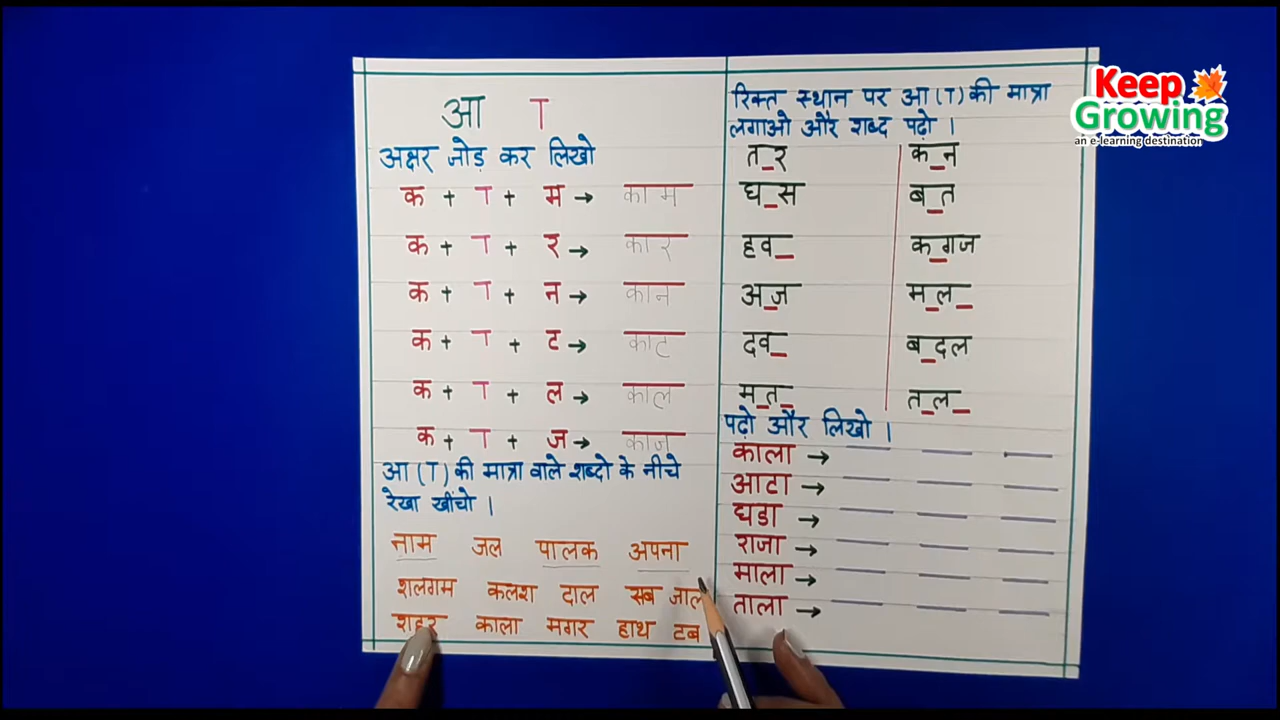 आ ा
अक्षर जोड़ कर लिखो
क + ा + म → काम
क + ा + र → कार
क + ा + न → कान
क + ा + ट → काट
क + ा + ल → काल
क + ा + ज → काज
आ (ा) की मात्रा वाले शब्दो के नीचे
रेखा खींचो ।
नाम जल पालक अपना
शलगम कलश दाल सब जाल
शहर काला मगर हाथ टब
रिक्त स्थान पर आ (ा) की मात्रा
लगाओ और शब्द पढ़ो ।
त_र क_न
घ_स ब_त
हव_ क_गज
अ_ज म_ल_
दव_ ब_दल
म_त_ त_ल_
पढ़ो और लिखो ।
काला → _ _ _
आटा → _ _ _
घडा → _ _ _
राजा → _ _ _
माला → _ _ _
ताला → _ _ _
Keep
Growing
an e-learning destination